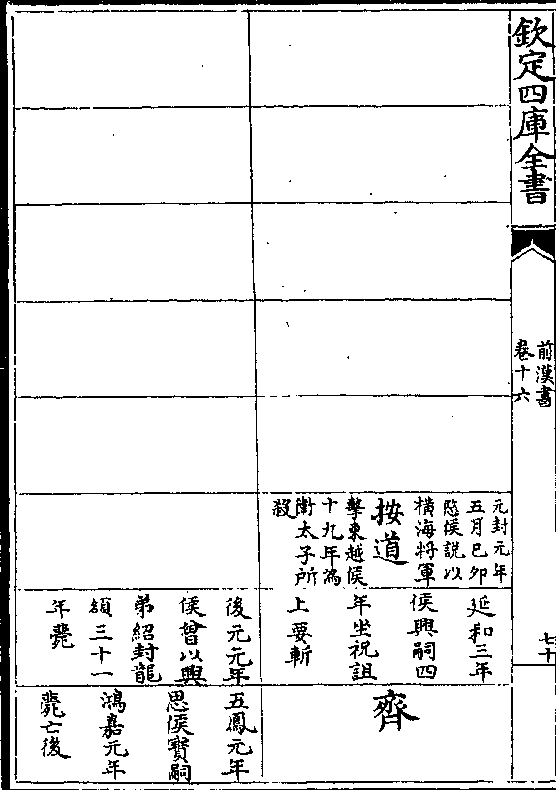 欽定四庫全書
前漢書
卷十六
七十
元封元年
五月己卯
愍侯說以
橫海將軍
按道
擊東越侯
十九年為
衛太子所
殺
延和三年
侯興嗣四
年坐祝詛
上要斬
後元元年
侯曾以興
弟紹封龍
頟三十一
年薨
齊
五鳳元年
思侯寶嗣
鴻嘉元年
薨亡後